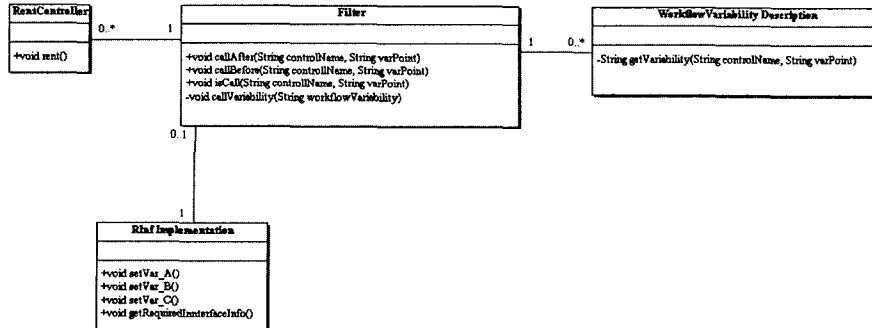 RentController
+void rent()
0..*
1
Filter
+void callAfter(String controlName, String varPoint)
+void callBefore(String controllName, String varPoint)
+void isCall(String controllName, String varPoint)
-void callVariability(String workflowVariability)
1
0..*
WorkflowVariability Description
-String getVariability(String controlName, String varPoint)
0..1
1
RInf Implementation
+void setVar_A()
+void setVar_B()
+void setVar_C()
+void getRequiredInnterfaceInfo()